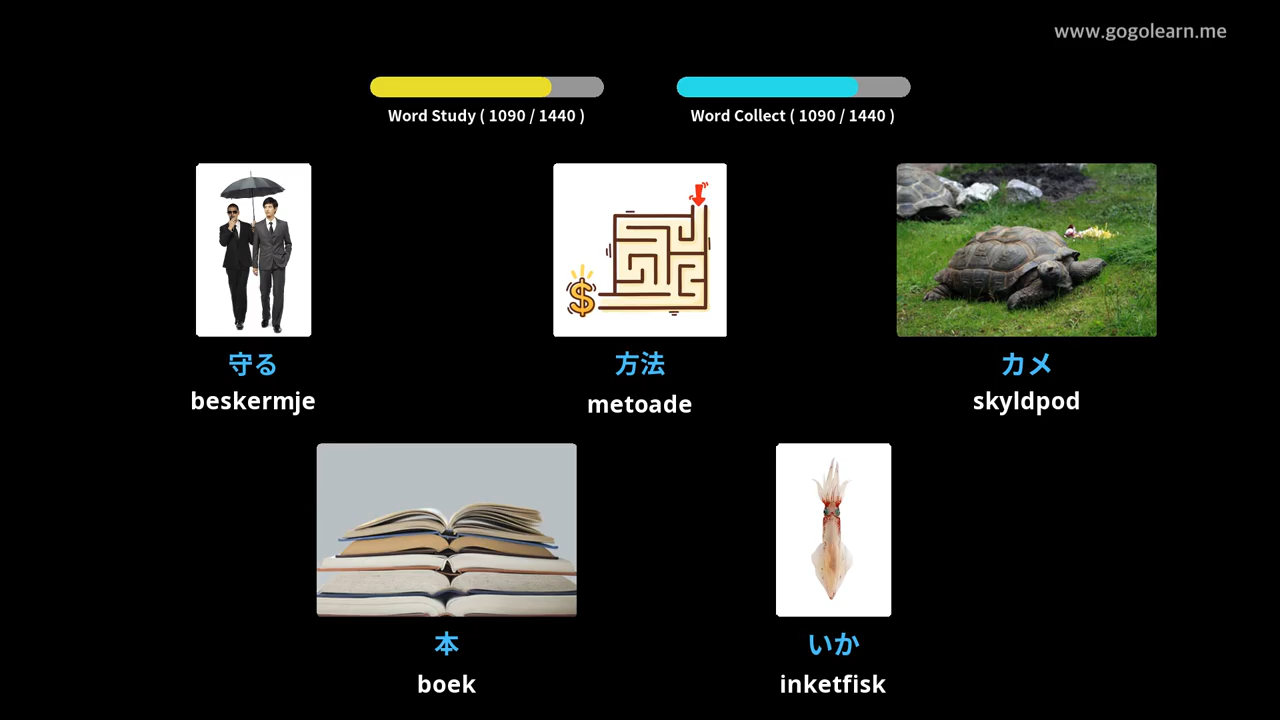 www.gogolearn.me
Word Study ( 1090 / 1440 )
Word Collect ( 1090 / 1440 )
守る
beskermje
方法
metoade
カメ
skyldpod
本
boek
いか
inketfisk